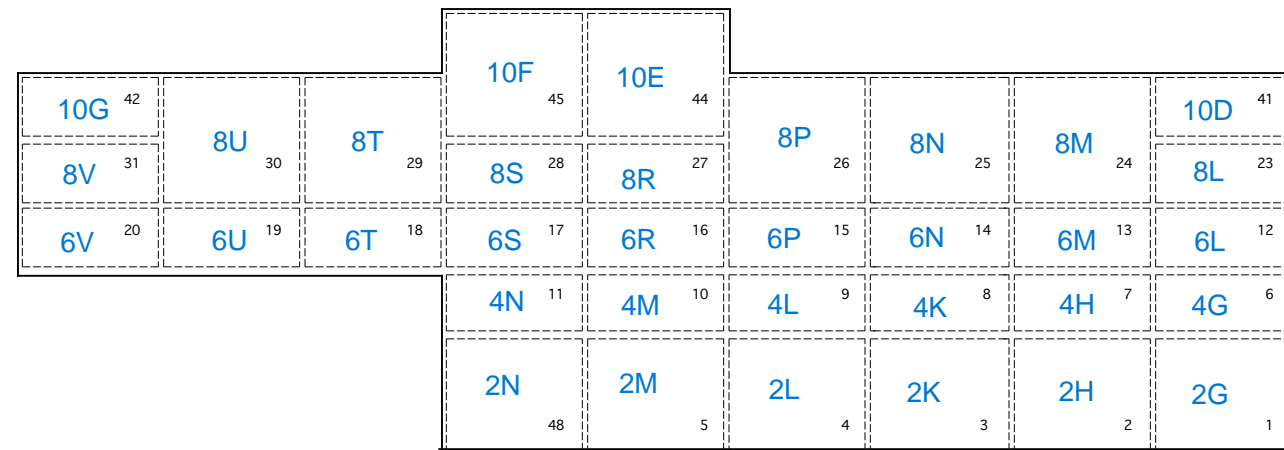 10F 45 10E 44
10G 42 8U 30 8T 29 8P 26 8N 25 8M 24 10D 41
8V 31 8S 28 8R 27 8L 23
6V 20 6U 19 6T 18 6S 17 6R 16 6P 15 6N 14 6M 13 6L 12
4N 11 4M 10 4L 9 4K 8 4H 7 4G 6
2N 48 2M 5 2L 4 2K 3 2H 2 2G 1